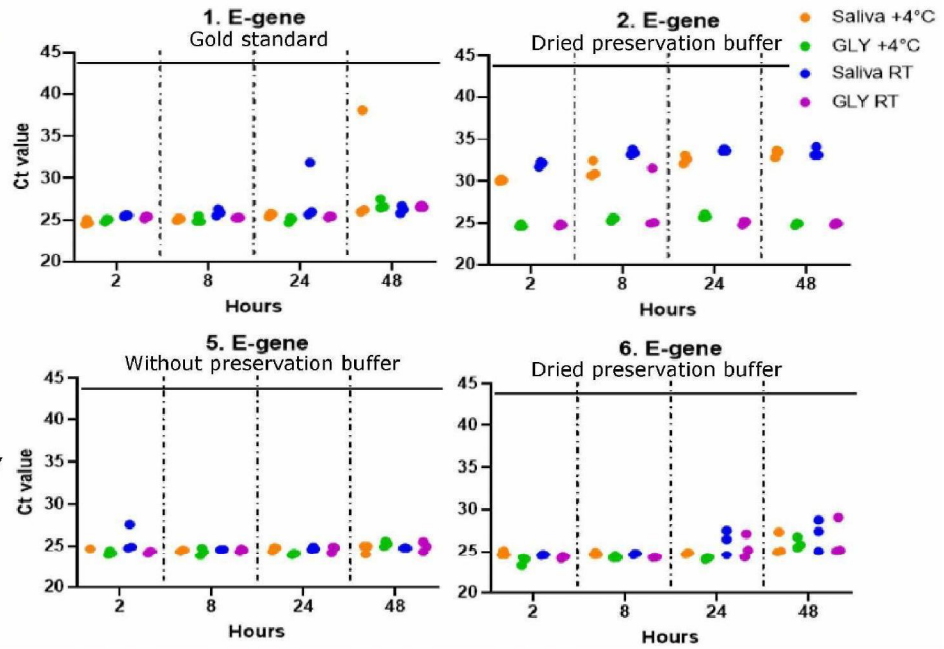 1. E-gene
Gold standard
45
40
35
30
25
20
Ct value
2
8
24
48
Hours
2. E-gene
Dried preservation buffer
45
40
35
30
25
20
2
8
24
48
Hours
Saliva +4°C
GLY +4°C
Saliva RT
GLY RT
5. E-gene
Without preservation buffer
45
40
35
30
25
20
Ct value
2
8
24
48
Hours
6. E-gene
Dried preservation buffer
45
40
35
30
25
20
2
8
24
48
Hours